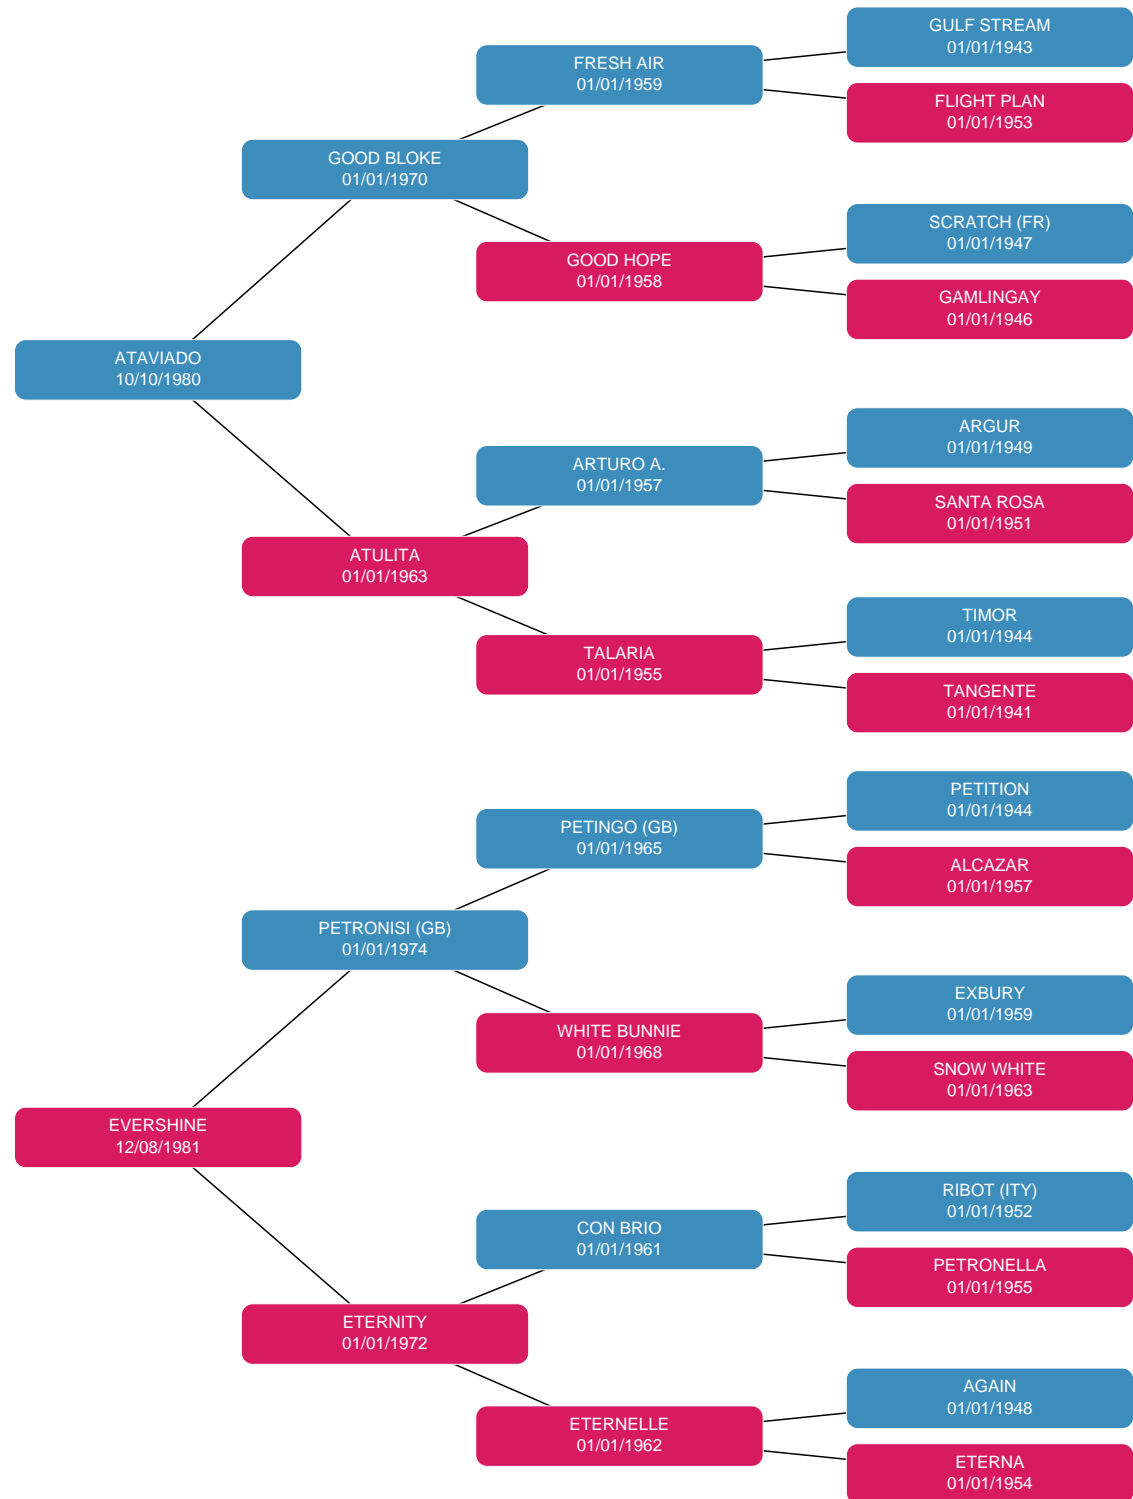 GULF STREAM
01/01/1943
FRESH AIR
01/01/1959
FLIGHT PLAN
01/01/1953
GOOD BLOKE
01/01/1970
SCRATCH (FR)
01/01/1947
GOOD HOPE
01/01/1958
GAMLINGAY
01/01/1946
ATAVIADO
10/10/1980
ARGUR
01/01/1949
ARTURO A.
01/01/1957
SANTA ROSA
01/01/1951
ATULITA
01/01/1963
TIMOR
01/01/1944
TALARIA
01/01/1955
TANGENTE
01/01/1941
PETITION
01/01/1944
PETINGO (GB)
01/01/1965
ALCAZAR
01/01/1957
PETRONISI (GB)
01/01/1974
EXBURY
01/01/1959
WHITE BUNNIE
01/01/1968
SNOW WHITE
01/01/1963
EVERSHINE
12/08/1981
RIBOT (ITY)
01/01/1952
CON BRIO
01/01/1961
PETRONELLA
01/01/1955
ETERNITY
01/01/1972
AGAIN
01/01/1948
ETERNELLE
01/01/1962
ETERNA
01/01/1954